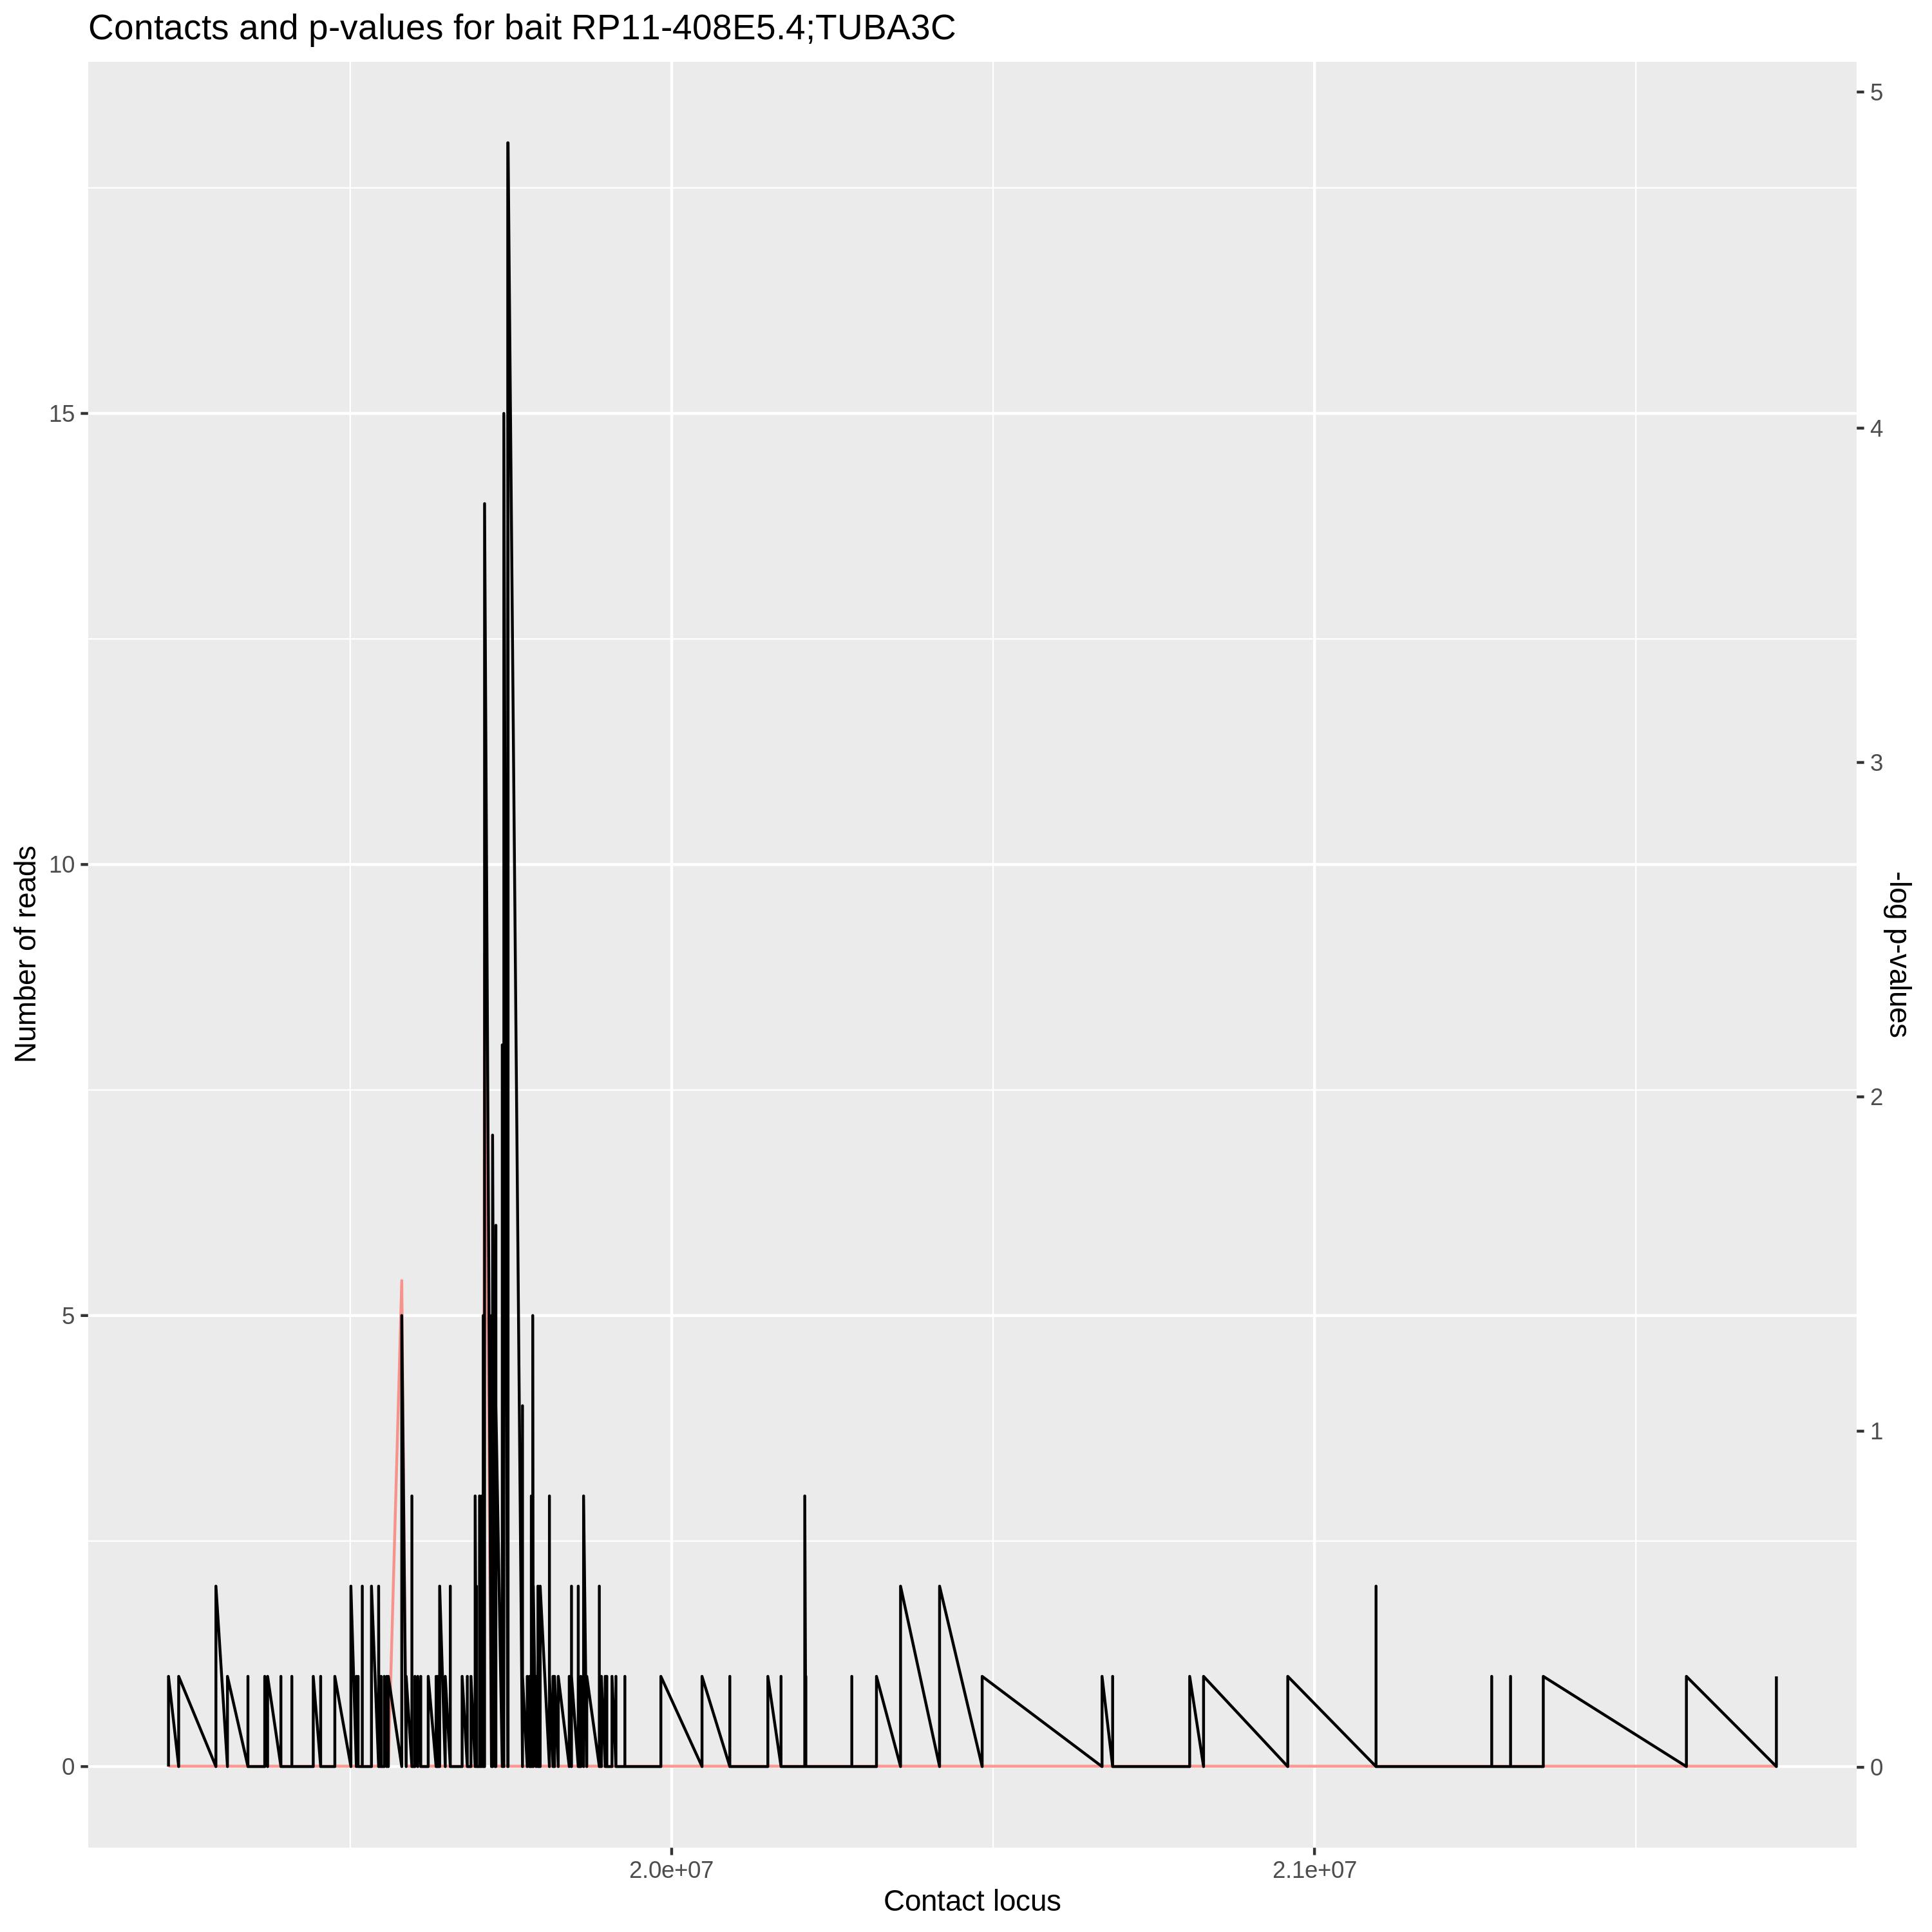 Contacts and p-values for bait RP11-408E5.4;TUBA3C
Number of reads
15
10
5
0
5
4
3
2
1
0
-log p-values
2.0e+07
2.1e+07
Contact locus